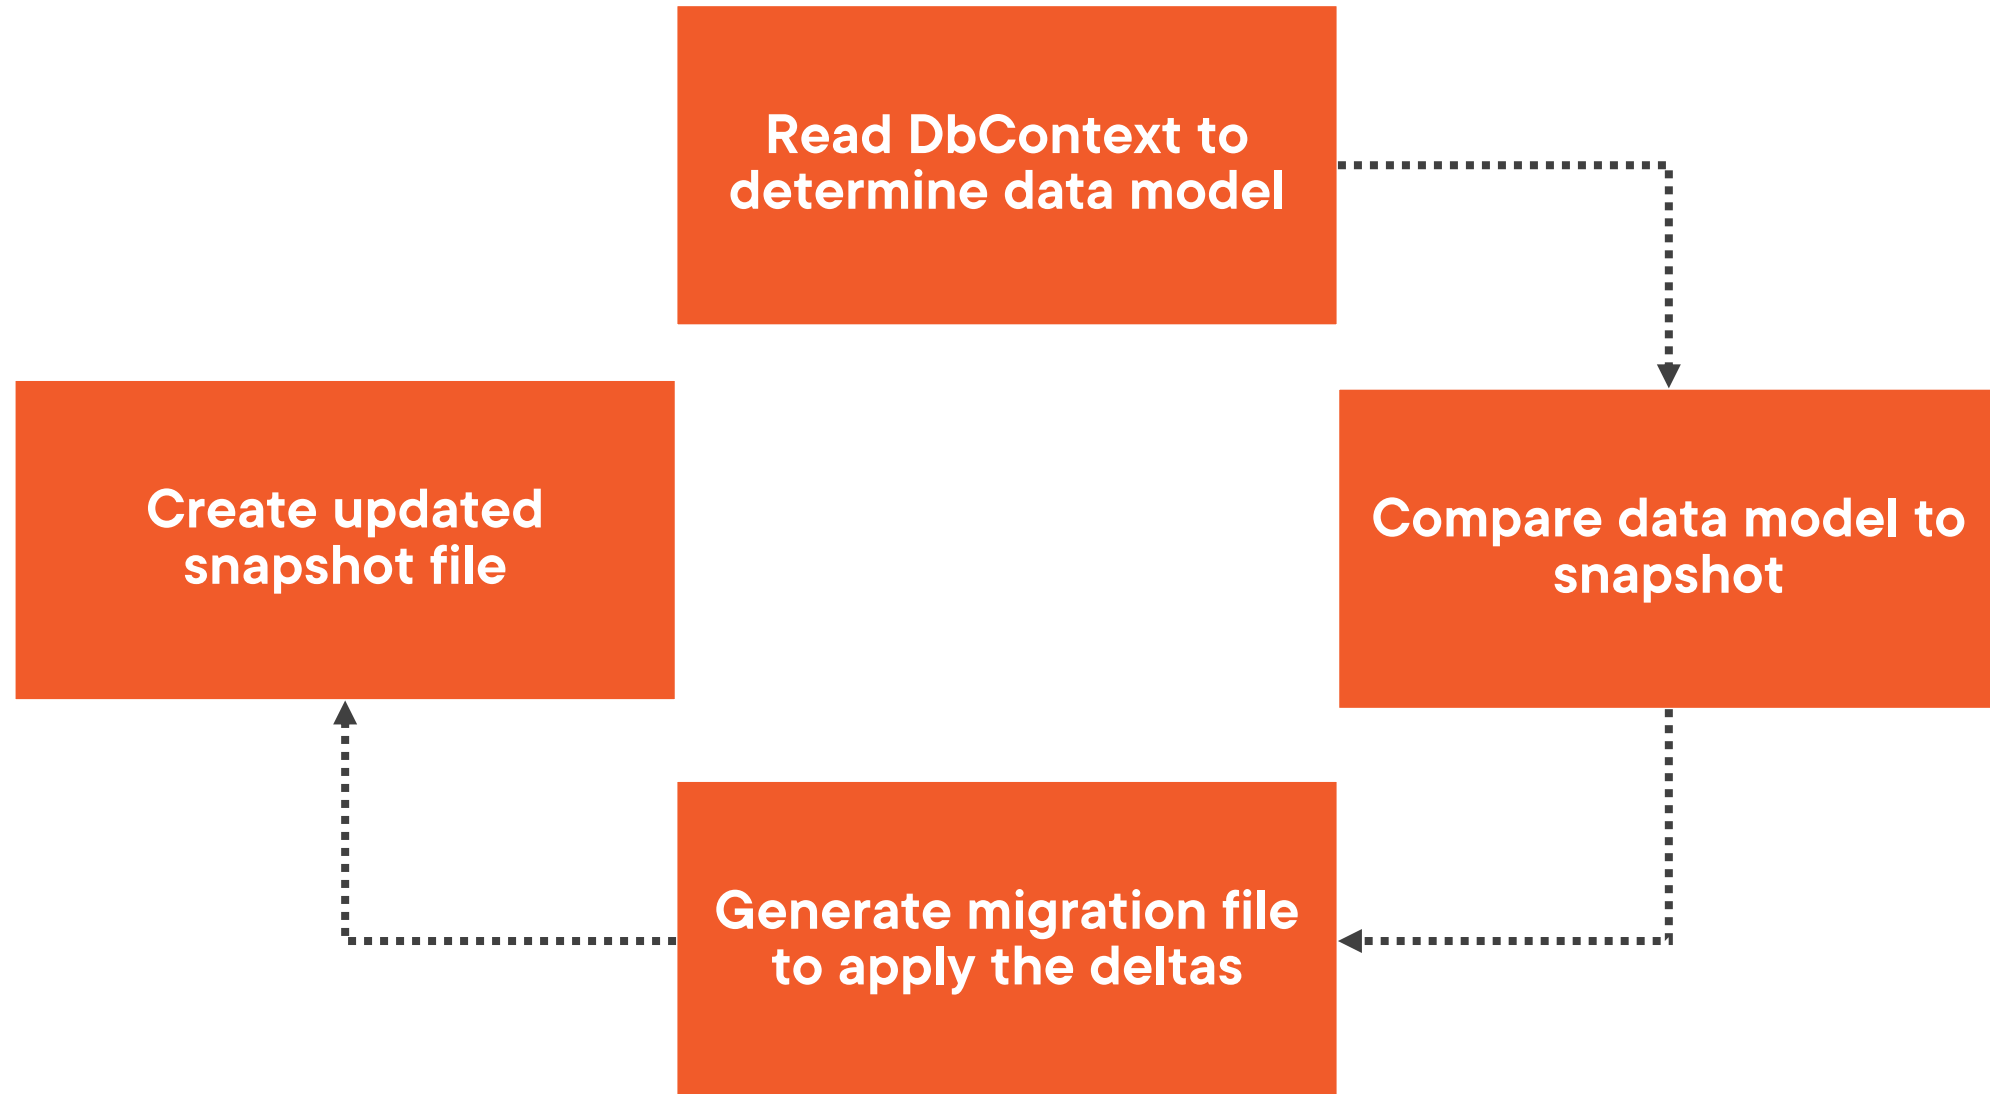 Read DbContext to
determine data model
Compare data model to
snapshot
Generate migration file
to apply the deltas
Create updated
snapshot file